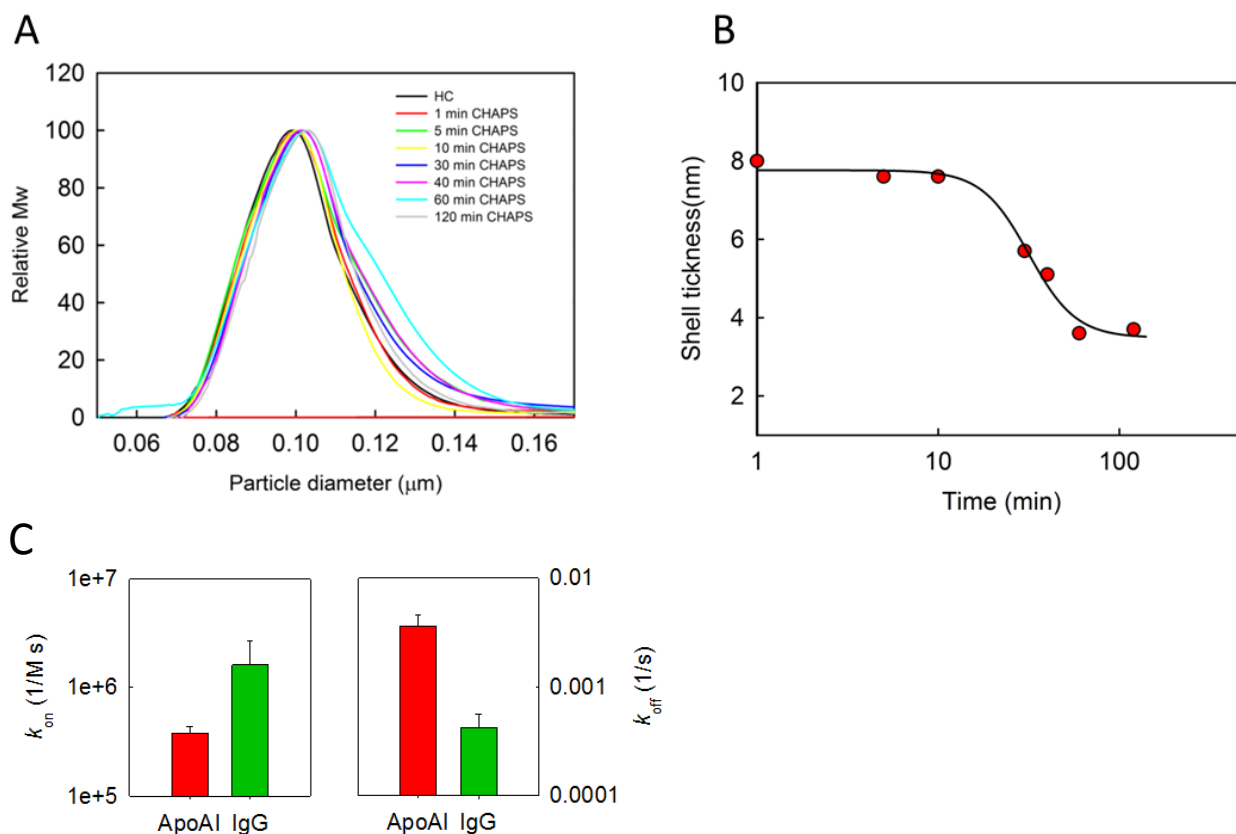 A
120
100
80
60
40
20
0
Relative Mw
HC
1 min CHAPS
5 min CHAPS
10 min CHAPS
30 min CHAPS
40 min CHAPS
60 min CHAPS
120 min CHAPS
0.06 0.08 0.10 0.12 0.14 0.16
Particle diameter (μm)
B
10
8
6
4
2
Shell tickness(nm)
1 10 100
Time (min)
C
1e+7
1e+6
1e+5
k on (1/M s)
ApoAI IgG
0.01
0.001
0.0001
k off (1/s)
ApoAI IgG